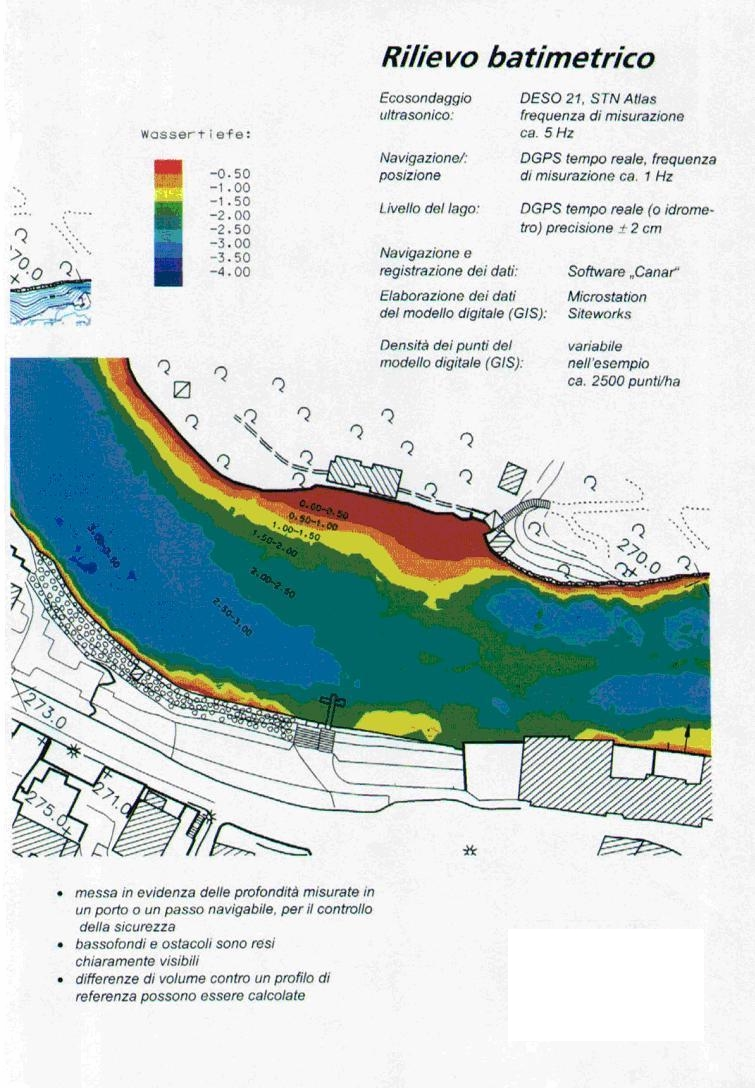 Rilievo batimetrico
Ecosondaggio ultrasonico: DESO 21, STN Atlas
frequenza di misurazione
ca. 5 Hz
Navigazione/: posizione DGPS tempo reale, frequenza
di misurazione ca. 1 Hz
Livello del lago: DGPS tempo reale (o idrome-
tro) precisione ± 2 cm
Navigazione e
registrazione dei dati: Software „Canar“
Elaborazione dei dati Microstation
del modello digitale (GIS): Siteworks
Densità dei punti del variabile
modello digitale (GIS): nell'esempio
ca. 2500 punti/ha
Wassertiefe:
-0.50
-1.00
-1.50
-2.00
-2.50
-3.00
-3.50
-4.00
70.0
0.00-0.50
0.50-1.00
1.00-1.50
1.50-2.00
2.00-2.50
2.50-3.00
270.0
273.0
271.0
275.0
• messa in evidenza delle profondità misurate in
un porto o un passo navigabile, per il controllo
della sicurezza
• bassofondi e ostacoli sono resi
chiaramente visibili
• differenze di volume contro un profilo di
referenza possono essere calcolate